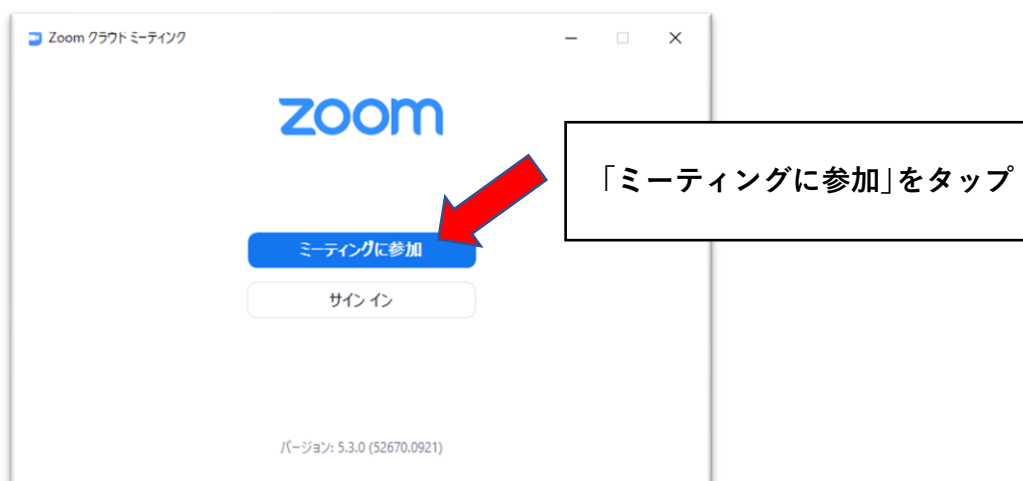 Zoom クラウド ミーティング
zoom
「ミーティングに参加」をタップ
ミーティングに参加
サイン イン
バージョン: 5.3.0 (52670.0921)